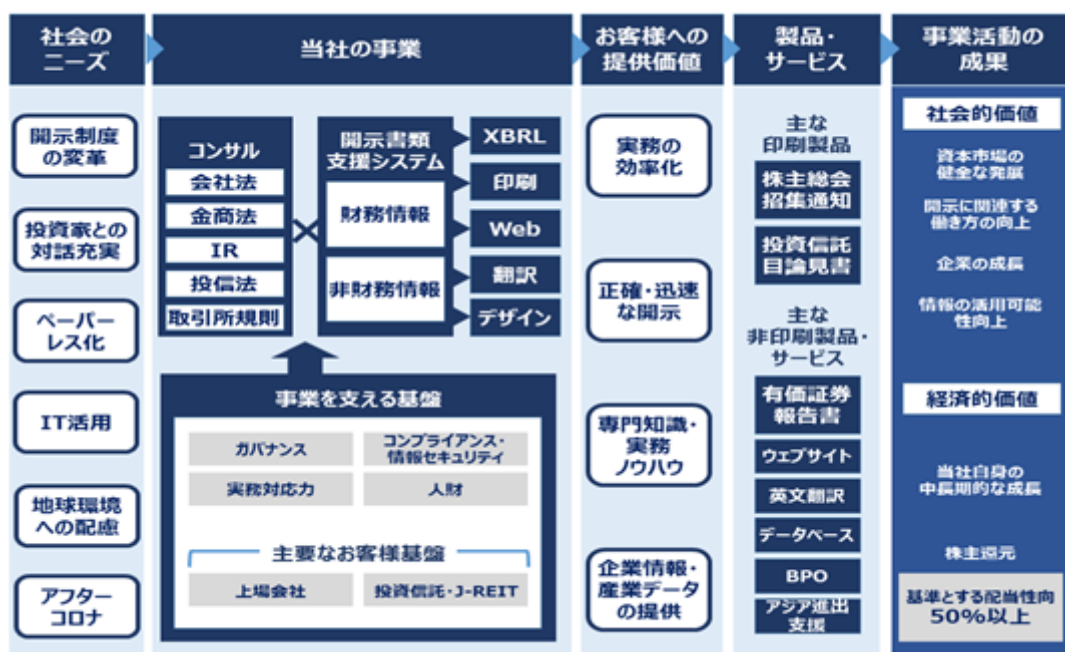 社会の
ニーズ
当社の事業
お客様への
提供価値
製品・
サービス
事業活動の
成果
開示制度
の変革
投資家との
対話充実
ペーパー
レス化
IT活用
地球環境
への配慮
アフター
コロナ
コンサル
会社法
金商法
IR
投信法
取引所規則
開示書類
支援システム
財務情報
非財務情報
XBRL
印刷
Web
翻訳
デザイン
事業を支える基盤
ガバナンス
コンプライアンス・
情報セキュリティ
実務対応力
人財
主要なお客様基盤
上場会社
投資信託・J-REIT
実務の
効率化
正確・迅速
な開示
専門知識・
実務
ノウハウ
企業情報・
産業データ
の提供
主な
印刷製品
株主総会
招集通知
投資信託
目論見書
主な
非印刷製品・
サービス
有価証券
報告書
ウェブサイト
英文翻訳
データベース
BPO
アジア進出
支援
社会的価値
資本市場の
健全な発展
開示に関連する
働き方の向上
企業の成長
情報の活用可能
性向上
経済的価値
当社自身の
中長期的な成長
株主還元
基準とする配当性向
50%以上